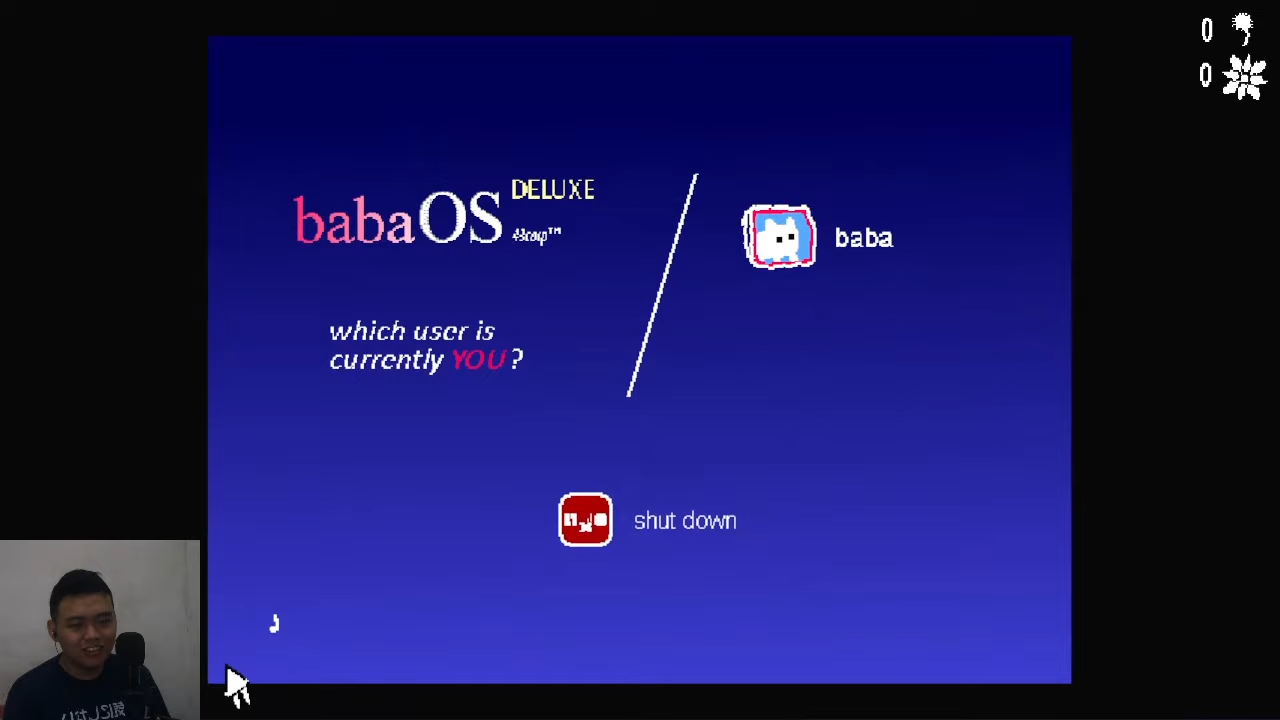 0
0
DELUXE
babaOS
baba
which user is
currently YOU?
shut down